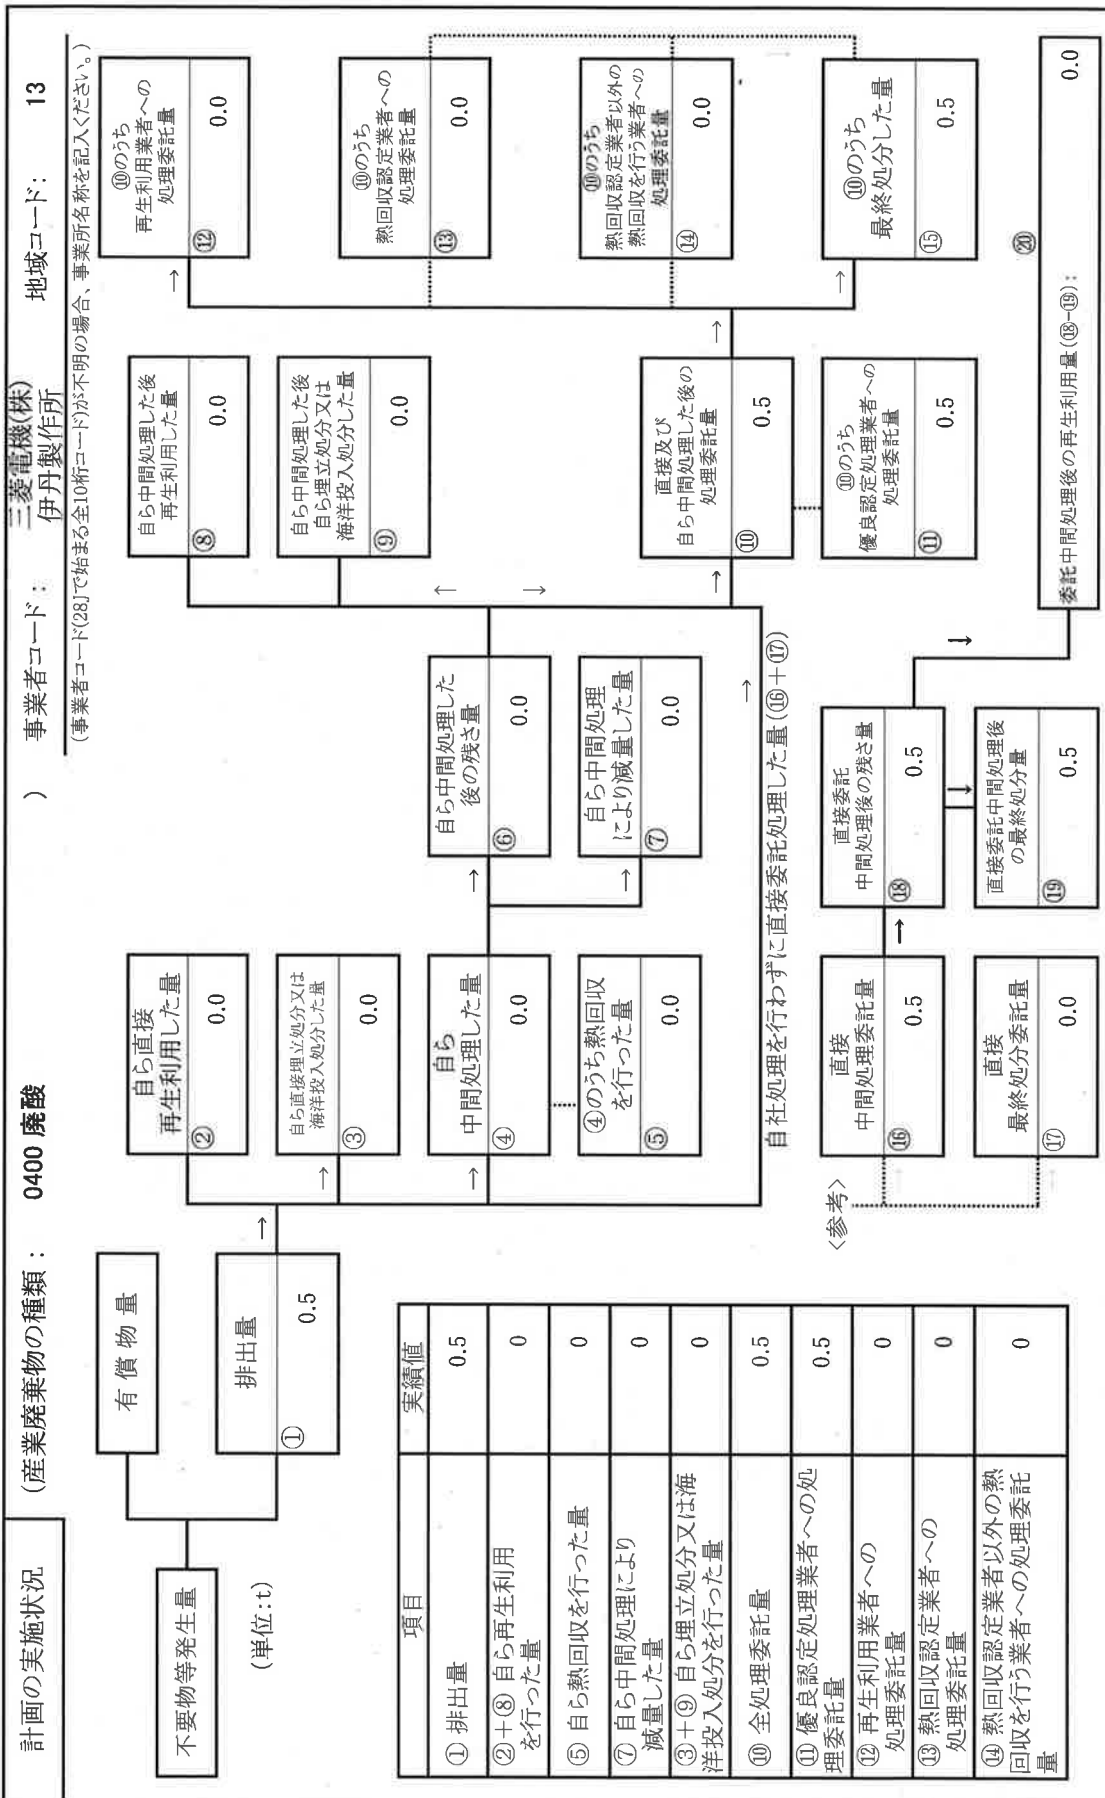 計画の実施状況
(産業廃棄物の種類： 0400 廃酸 )
事業者コード：
三菱電機(株)
伊丹製作所
地域コード： 13
(事業者コード(「28」で始まる全10桁コード)が不明の場合、事業所名称を記入ください。)
不要物等発生量
(単位：t)
有償物量
排出量
① 0.5
→
自ら直接
再生利用した量
② 0.0
→
自ら直接埋立処分又は
海洋投入処分した量
③ 0.0
→
自ら
中間処理した量
④ 0.0
④のうち熱回収
を行った量
⑤ 0.0
→
自ら中間処理した
後の残さ量
⑥ 0.0
→
自ら中間処理
により減量した量
⑦ 0.0
自ら中間処理した後
再生利用した量
⑧ 0.0
自ら中間処理した後
自ら埋立処分又は
海洋投入処分した量
⑨ 0.0
←
→
→
自社処理を行わずに直接委託処理した量(⑯＋⑰)
→
直接及び
自ら中間処理した後の
処理委託量
⑩ 0.5
→
⑩のうち
優良認定処理業者への
処理委託量
⑪ 0.5
→
⑩のうち
再生利用業者への
処理委託量
⑫ 0.0
⑩のうち
熱回収認定業者への
処理委託量
⑬ 0.0
⑩のうち
熱回収認定業者以外の
熱回収を行う業者への
処理委託量
⑭ 0.0
→
⑩のうち
最終処分した量
⑮ 0.5
<参考>
直接
中間処理委託量
⑯ 0.5
直接
最終処分委託量
⑰ 0.0
→
直接委託
中間処理後の残さ量
⑱ 0.5
↓
直接委託中間処理後
の最終処分量
⑲ 0.5
↓
⑳
委託中間処理後の再生利用量(⑱-⑲)： 0.0
項目 実績値
① 排出量 0.5
②＋⑧ 自ら再生利用
を行った量 0
⑤ 自ら熱回収を行った量 0
⑦ 自ら中間処理により
減量した量 0
③＋⑨ 自ら埋立処分又は海
洋投入処分を行った量 0
⑩ 全処理委託量 0.5
⑪ 優良認定処理業者への処
理委託量 0.5
⑫ 再生利用業者への
処理委託量 0
⑬ 熱回収認定業者への
処理委託量 0
⑭ 熱回収認定業者以外の熱
回収を行う業者への処理委託
量 0